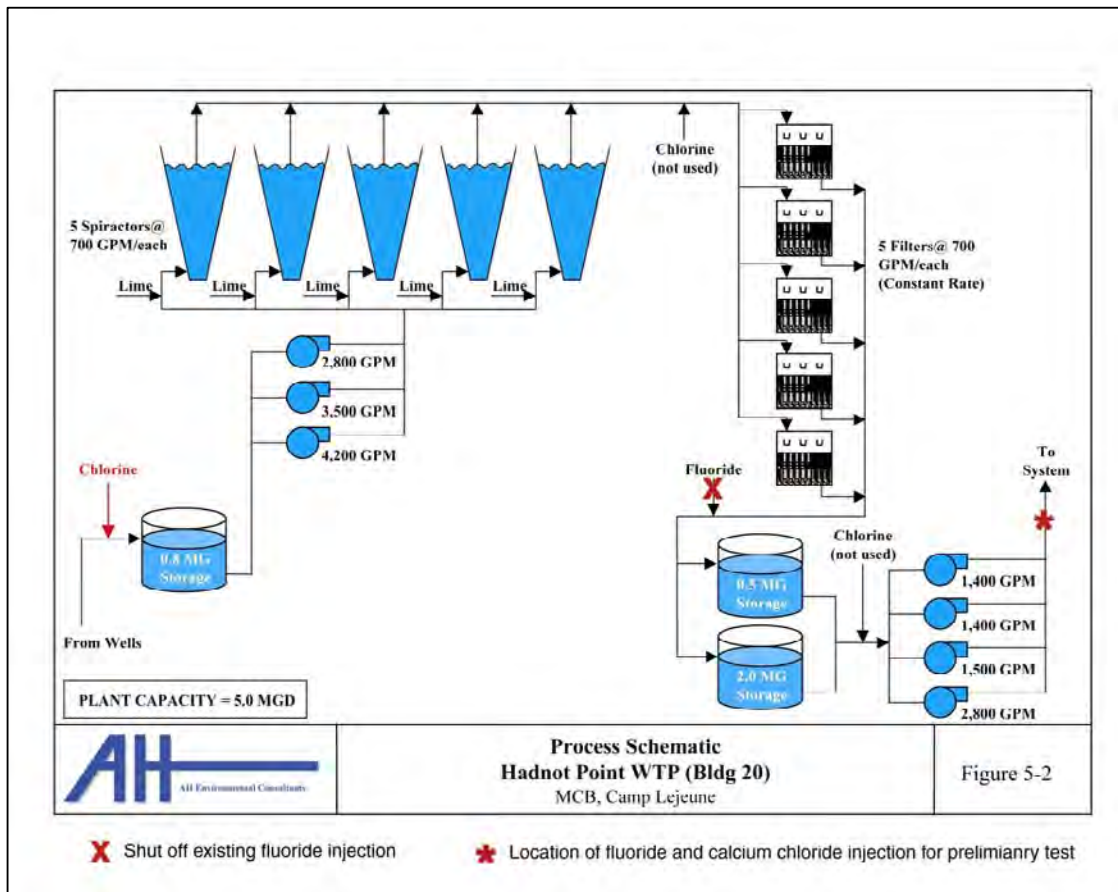 5 Spiractors@
700 GPM/each
Lime
Lime
Lime
Lime
Lime
2,800 GPM
3,500 GPM
4,200 GPM
Chlorine
0.8 MG
Storage
From Wells
PLANT CAPACITY = 5.0 MGD
Chlorine
(not used)
5 Filters@ 700
GPM/each
(Constant Rate)
Fluoride
X
0.5 MG
Storage
2.0 MG
Storage
Chlorine
(not used)
To
System
*
1,400 GPM
1,400 GPM
1,500 GPM
2,800 GPM
AH
AH Environmental Consultants
Process Schematic
Hadnot Point WTP (Bldg 20)
MCB, Camp Lejeune
Figure 5-2
X Shut off existing fluoride injection
* Location of fluoride and calcium chloride injection for prelimianry test